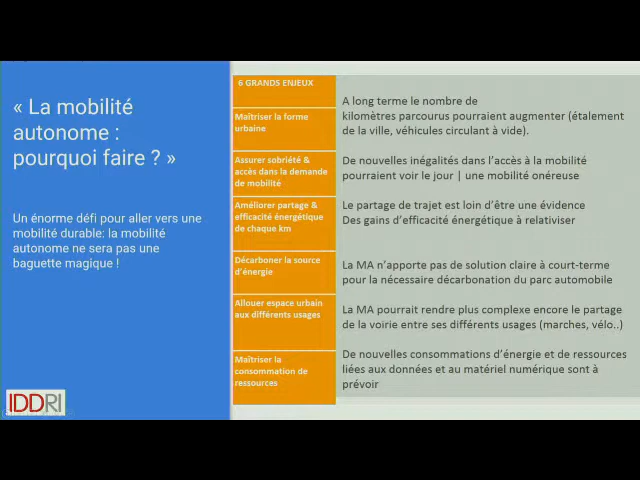 « La mobilité
autonome :
pourquoi faire ? »
Un énorme défi pour aller vers une
mobilité durable: la mobilité
autonome ne sera pas une
baguette magique !
IDDRI
6 GRANDS ENJEUX
Maîtriser la forme
urbaine
A long terme le nombre de
kilomètres parcourus pourraient augmenter (étalement
de la ville, véhicules circulant à vide).
Assurer sobriété &
accès dans la demande
de mobilité
De nouvelles inégalités dans l'accès à la mobilité
pourraient voir le jour | une mobilité onéreuse
Améliorer partage &
efficacité énergétique
de chaque km
Le partage de trajet est loin d'être une évidence
Des gains d'efficacité énergétique à relativiser
Décarboner la source
d'énergie
La MA n'apporte pas de solution claire à court-terme
pour la nécessaire décarbonation du parc automobile
Allouer espace urbain
aux différents usages
La MA pourrait rendre plus complexe encore le partage
de la voirie entre ses différents usages (marches, vélo..)
Maîtriser la
consommation de
ressources
De nouvelles consommations d'énergie et de ressources
liées aux données et au matériel numérique sont à
prévoir